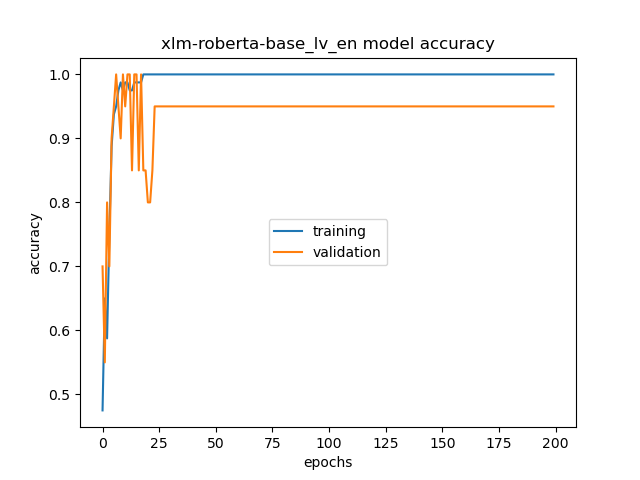 xlm-roberta-base_lv_en model accuracy
1.0
0.9
0.8
0.7
0.6
0.5
accuracy
training
validation
0 25 50 75 100 125 150 175 200
epochs